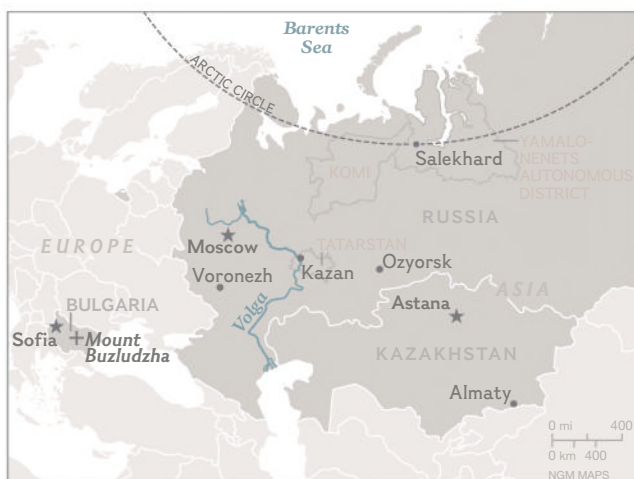 Barents
Sea
ARCTIC CIRCLE
Salekhard
YAMALO-
NENETS
AUTONOMOUS
DISTRICT
KOMI
RUSSIA
EUROPE
Moscow
TATARSTAN
Kazan
Ozyorsk
Voronezh
ASIA
Astana
Volga
BULGARIA
Sofia
Mount
Buzludzha
KAZAKHSTAN
Almaty
0 mi 400
0 km 400
NGM MAPS